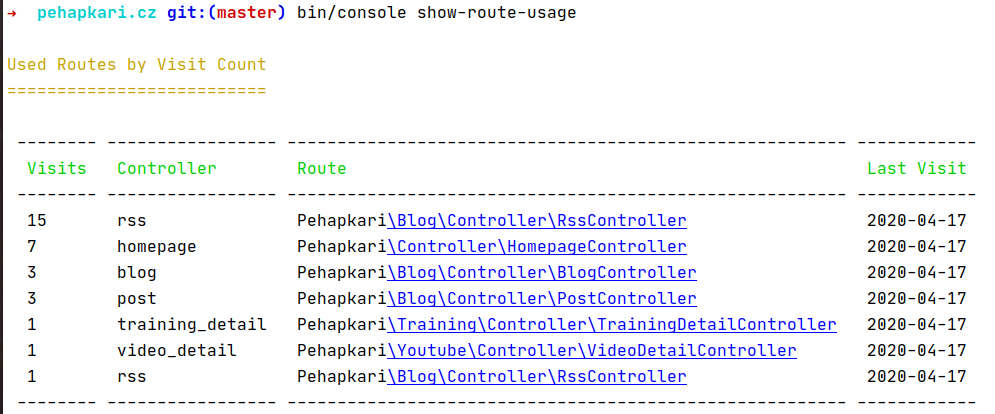 → pehapkari.cz git:(master) bin/console show-route-usage
Used Routes by Visit Count
==========================
-------- ----------------- -------------------------------------------------------- ------------
Visits Controller Route Last Visit
-------- ----------------- -------------------------------------------------------- ------------
15 rss Pehapkari\Blog\Controller\RssController 2020-04-17
7 homepage Pehapkari\Controller\HomepageController 2020-04-17
3 blog Pehapkari\Blog\Controller\BlogController 2020-04-17
3 post Pehapkari\Blog\Controller\PostController 2020-04-17
1 training_detail Pehapkari\Training\Controller\TrainingDetailController 2020-04-17
1 video_detail Pehapkari\Youtube\Controller\VideoDetailController 2020-04-17
1 rss Pehapkari\Blog\Controller\RssController 2020-04-17
-------- ----------------- -------------------------------------------------------- ------------